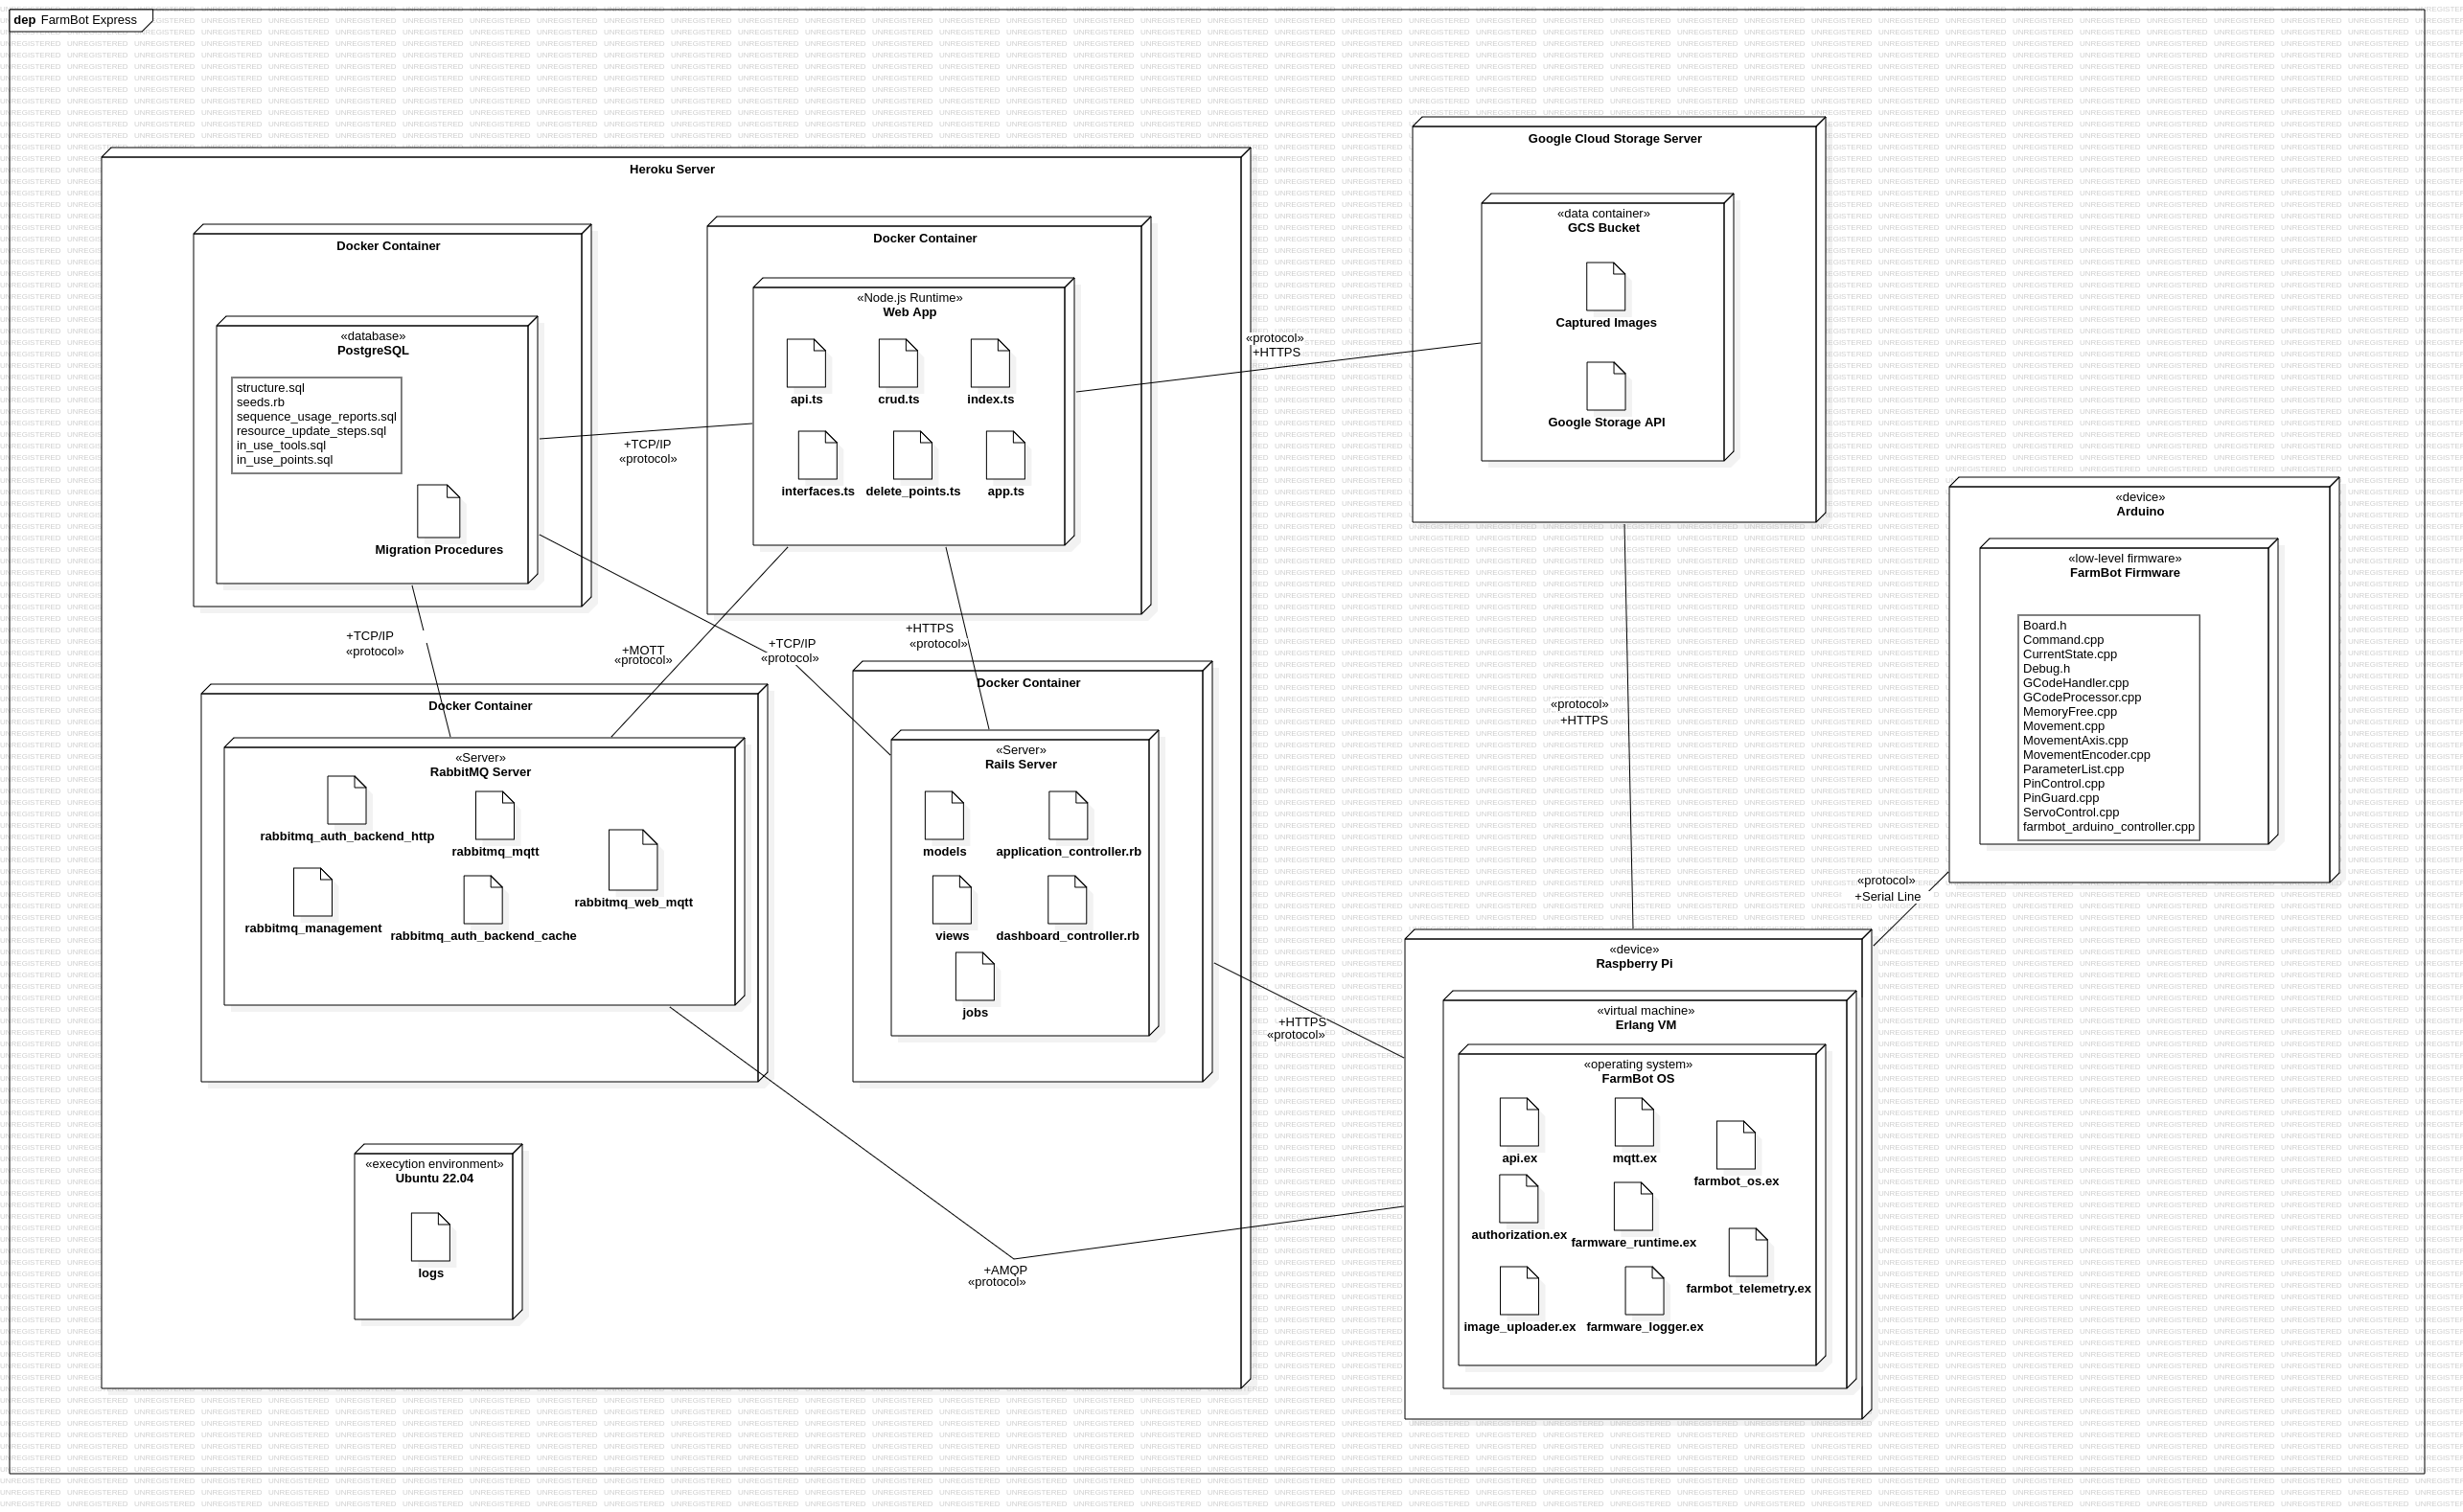 dep FarmBot Express
Heroku Server
Docker Container
«database»
PostgreSQL
structure.sql
seeds.rb
sequence_usage_reports.sql
resource_update_steps.sql
in_use_tools.sql
in_use_points.sql
Migration Procedures
+TCP/IP
«protocol»
Docker Container
«Node.js Runtime»
Web App
api.ts
crud.ts
index.ts
interfaces.ts
delete_points.ts
app.ts
«protocol»
+HTTPS
Google Cloud Storage Server
«data container»
GCS Bucket
Captured Images
Google Storage API
«device»
Arduino
«low-level firmware»
FarmBot Firmware
Board.h
Command.cpp
CurrentState.cpp
Debug.h
GCodeHandler.cpp
GCodeProcessor.cpp
MemoryFree.cpp
Movement.cpp
MovementAxis.cpp
MovementEncoder.cpp
ParameterList.cpp
PinControl.cpp
PinGuard.cpp
ServoControl.cpp
farmbot_arduino_controller.cpp
+TCP/IP
«protocol»
+MOTT
«protocol»
+TCP/IP
«protocol»
+HTTPS
«protocol»
«protocol»
+HTTPS
«protocol»
+Serial Line
Docker Container
«Server»
RabbitMQ Server
rabbitmq_auth_backend_http
rabbitmq_mqtt
rabbitmq_web_mqtt
rabbitmq_management
rabbitmq_auth_backend_cache
Docker Container
«Server»
Rails Server
models
application_controller.rb
views
dashboard_controller.rb
jobs
+HTTPS
«protocol»
«device»
Raspberry Pi
«virtual machine»
Erlang VM
«operating system»
FarmBot OS
api.ex
mqtt.ex
farmbot_os.ex
authorization.ex
farmware_runtime.ex
farmbot_telemetry.ex
image_uploader.ex
farmware_logger.ex
«execytion environment»
Ubuntu 22.04
logs
+AMQP
«protocol»
UNREGISTERED